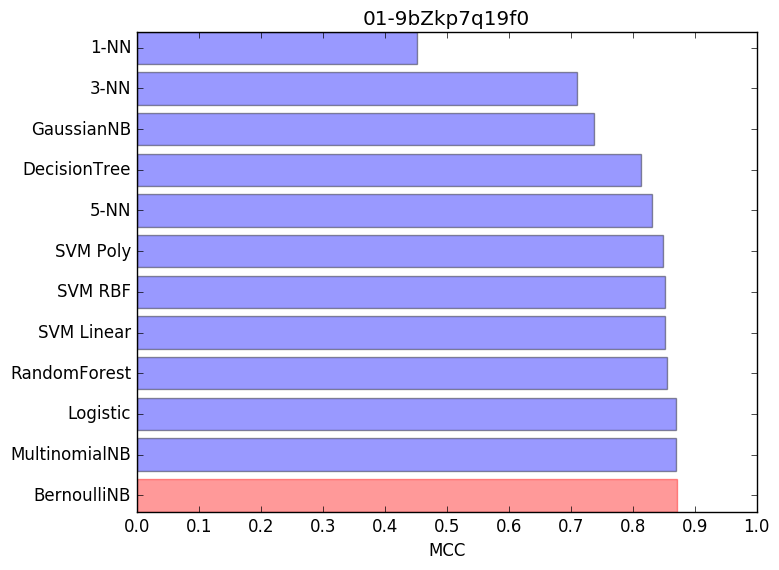 01-9bZkp7q19f0
1-NN
3-NN
GaussianNB
DecisionTree
5-NN
SVM Poly
SVM RBF
SVM Linear
RandomForest
Logistic
MultinomialNB
BernoulliNB
0.0 0.1 0.2 0.3 0.4 0.5 0.6 0.7 0.8 0.9 1.0
MCC